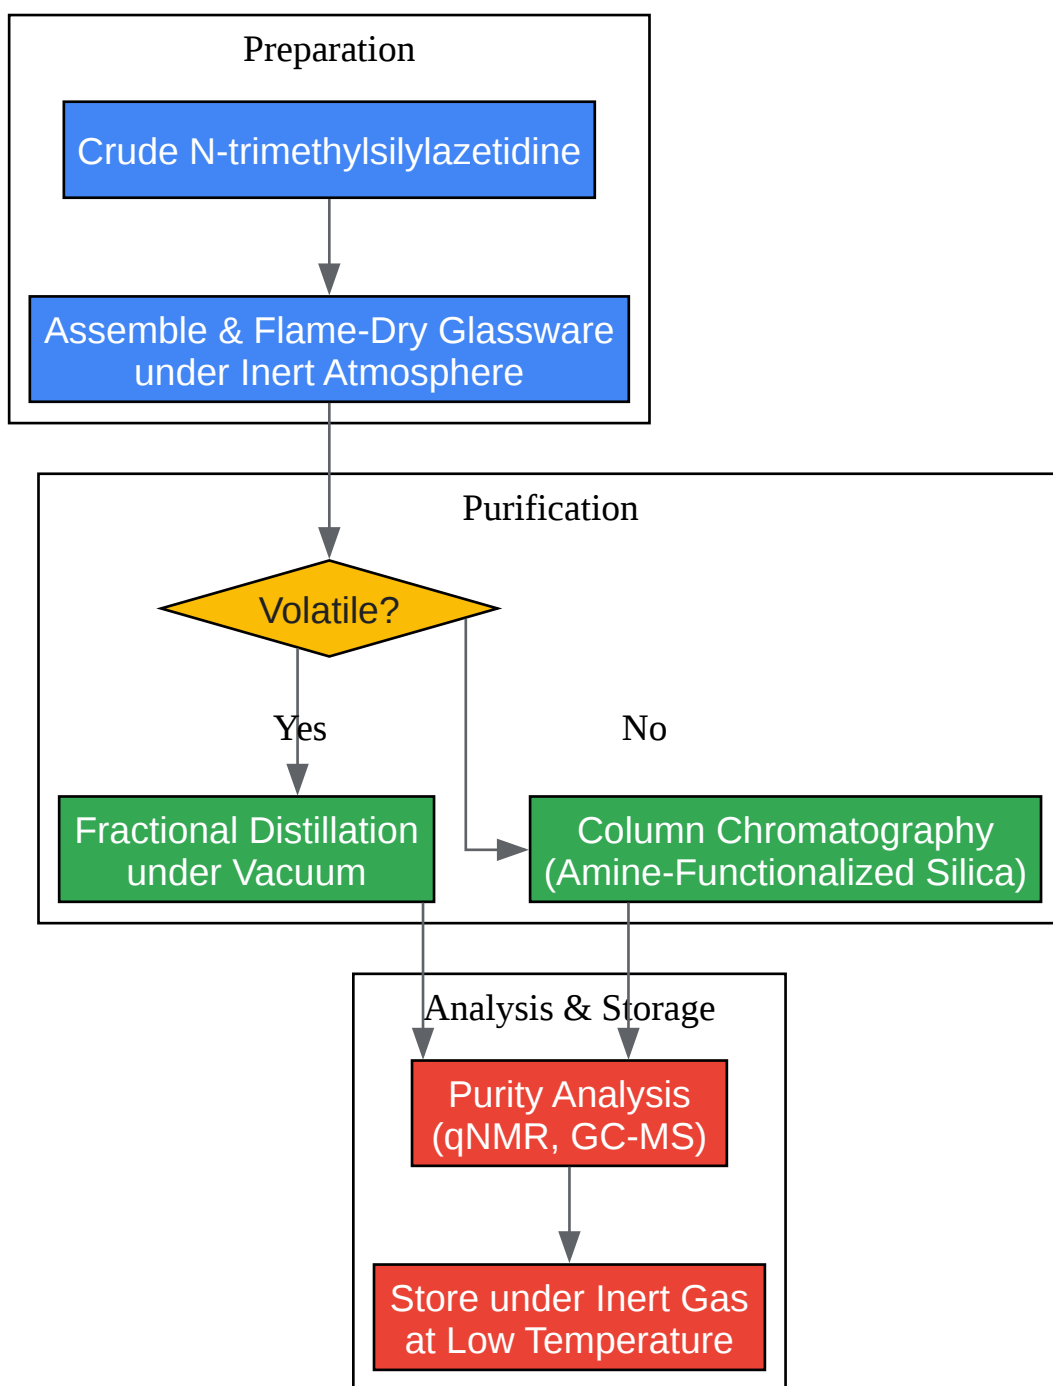 Preparation
Crude N-trimethylsilylazetidine
Assemble & Flame-Dry Glassware
under Inert Atmosphere
Purification
Volatile?
Yes
No
Fractional Distillation
under Vacuum
Column Chromatography
(Amine-Functionalized Silica)
Analysis & Storage
Purity Analysis
(qNMR, GC-MS)
Store under Inert Gas
at Low Temperature